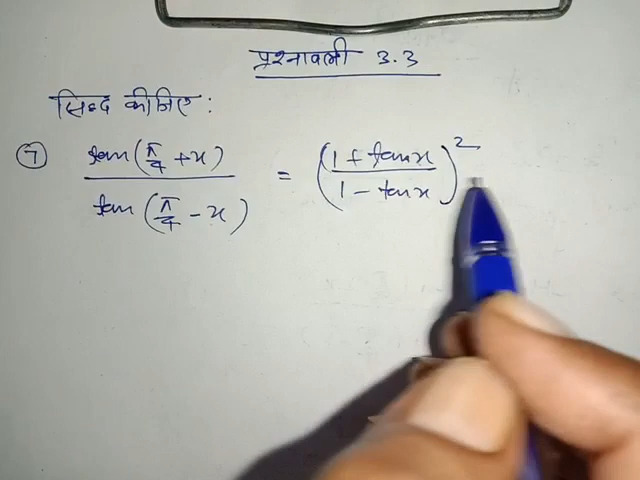 प्रश्नावली 3.3
सिद्ध कीजिए:
7 tan(π/4 + x) / tan(π/4 - x) = ((1 + tan x) / (1 - tan x))²